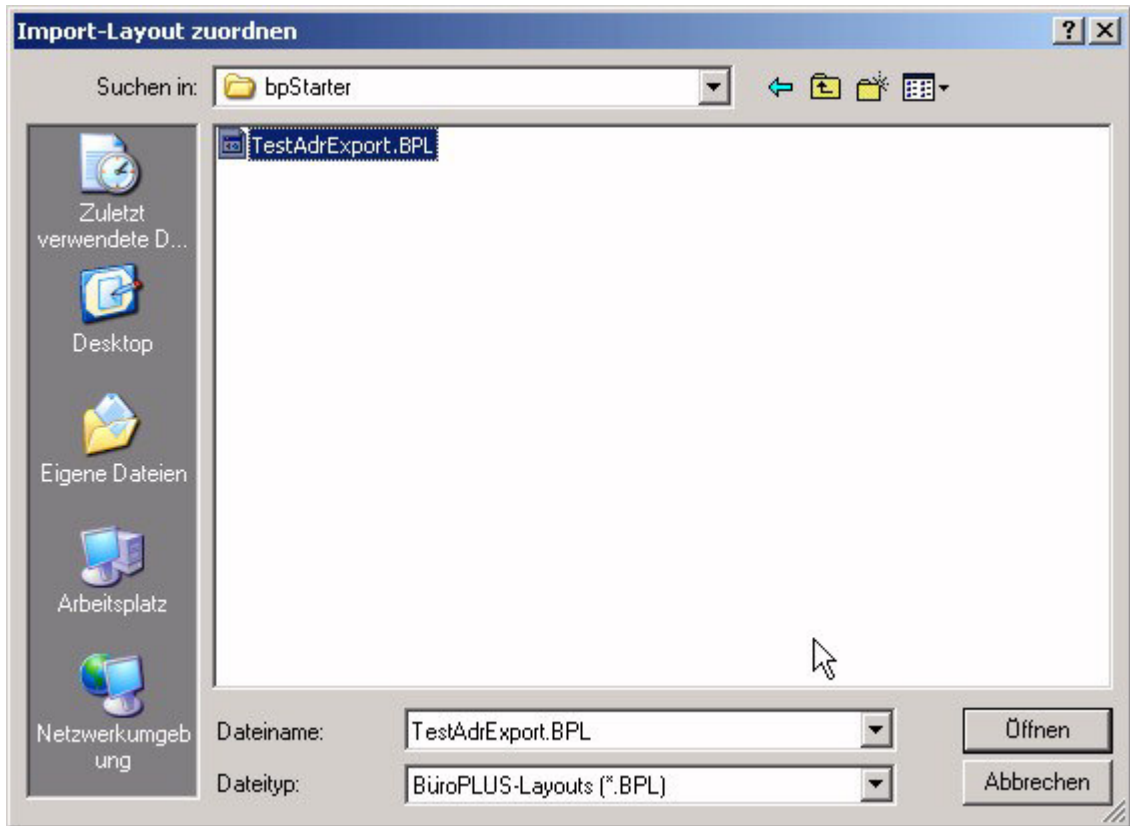 Import-Layout zuordnen
Suchen in:
bpStarter
TestAdrExport.BPL
Zuletzt
verwendete D...
Desktop
Eigene Dateien
Arbeitsplatz
Netzwerkumgeb
ung
Dateiname:
TestAdrExport.BPL
Öffnen
Dateityp:
BüroPLUS-Layouts (*.BPL)
Abbrechen